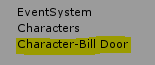 EventSystem
Characters
Character-Bill Door